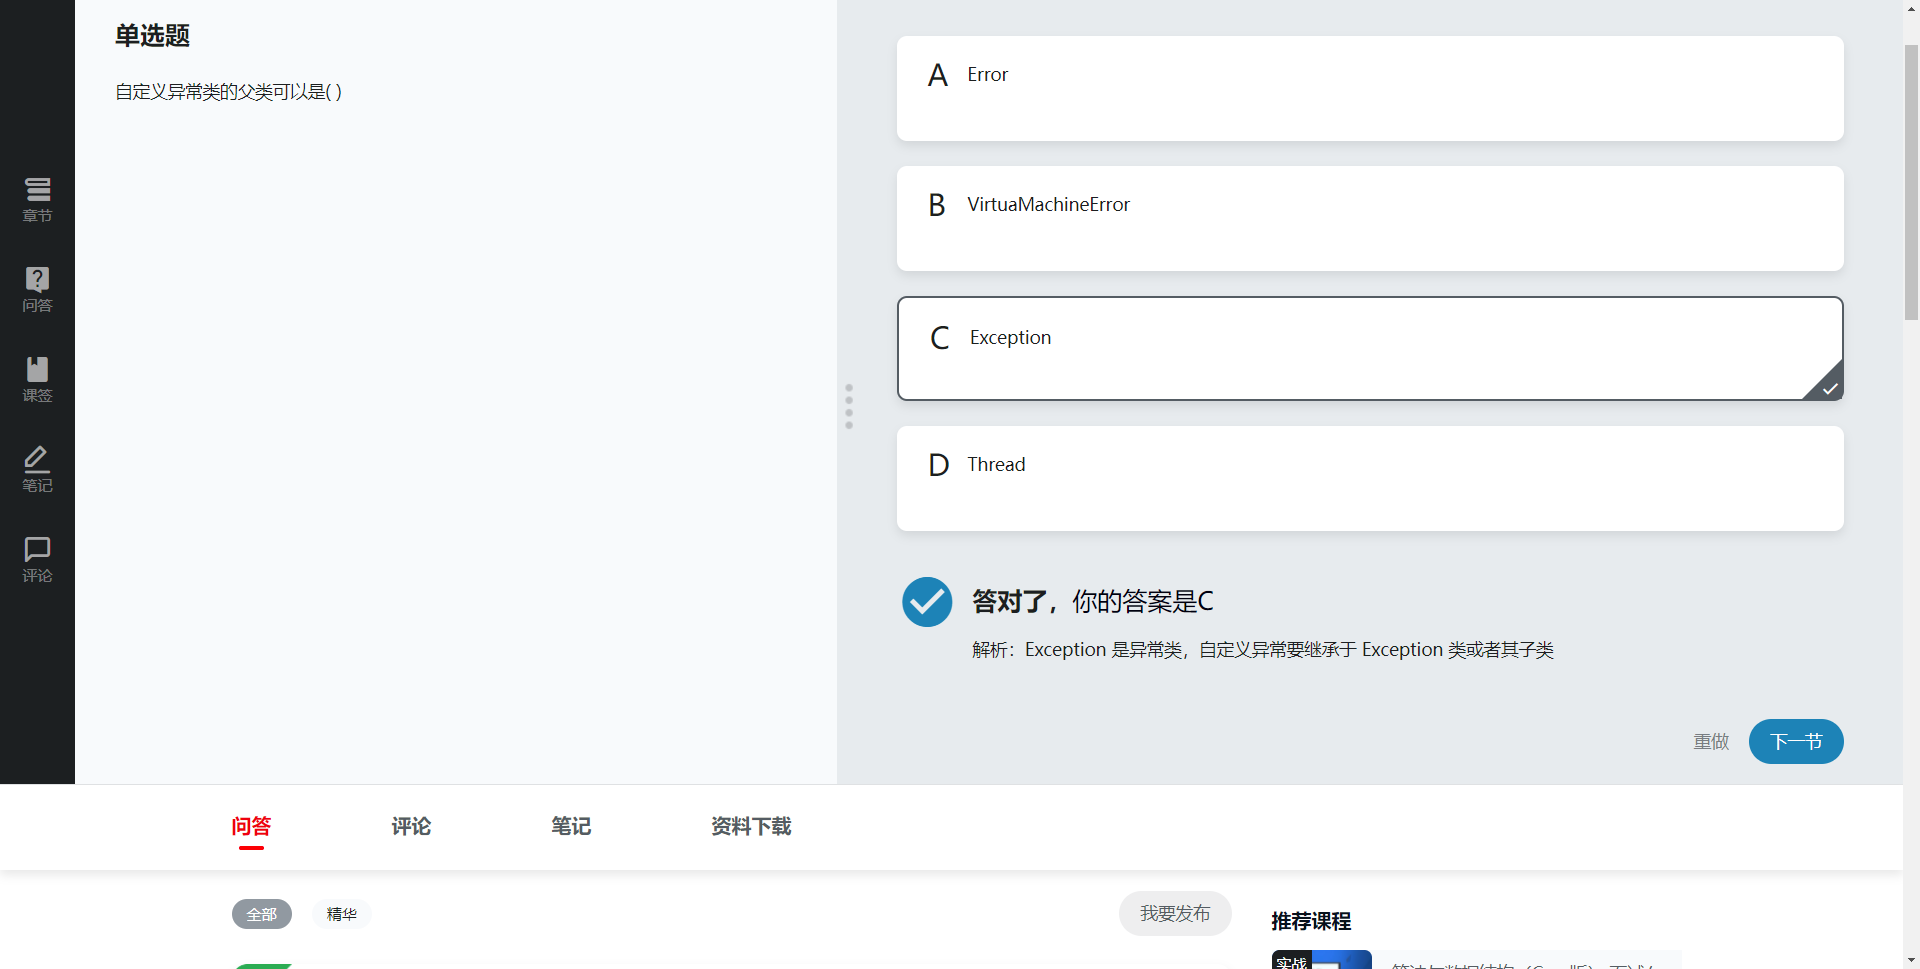 单选题
自定义异常类的父类可以是( )
章节
问答
课签
笔记
评论
A Error
B VirtuaMachineError
C Exception
D Thread
答对了，你的答案是C
解析：Exception 是异常类，自定义异常要继承于 Exception 类或者其子类
重做
下一节
问答
评论
笔记
资料下载
全部
精华
我要发布
推荐课程
实战